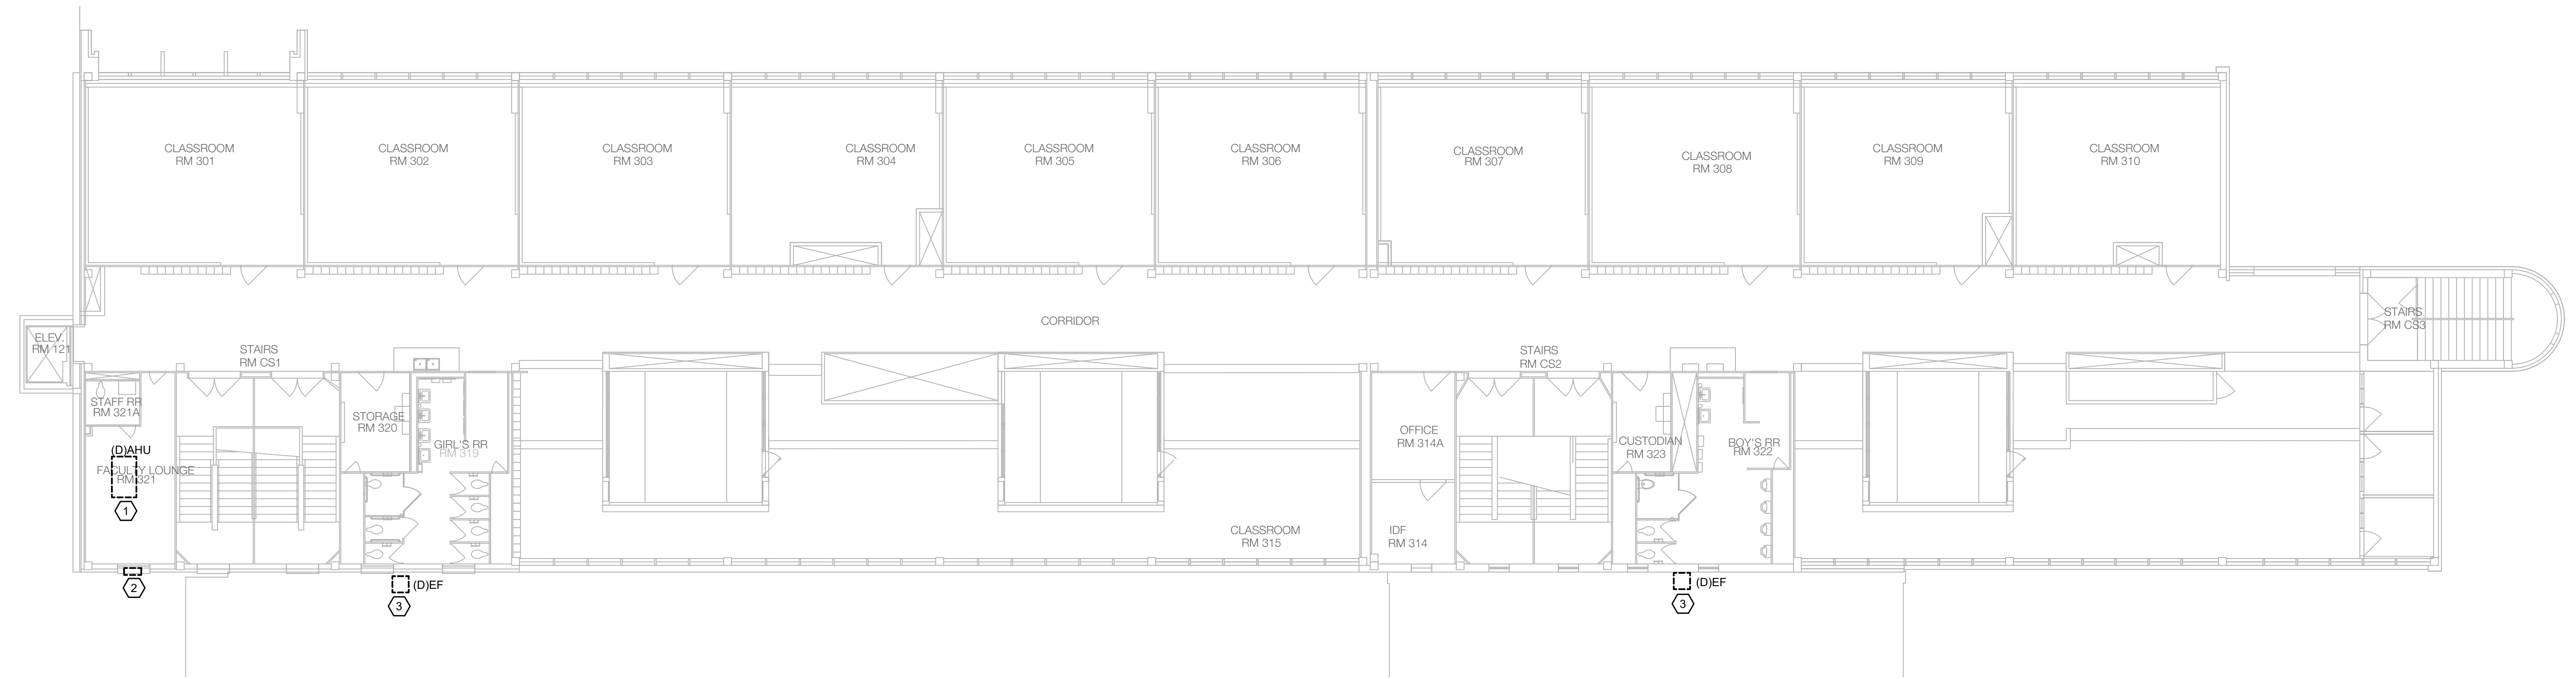 CLASSROOM
RM 301
CLASSROOM
RM 302
CLASSROOM
RM 303
CLASSROOM
RM 304
CLASSROOM
RM 305
CLASSROOM
RM 306
CLASSROOM
RM 307
CLASSROOM
RM 308
CLASSROOM
RM 309
CLASSROOM
RM 310
CORRIDOR
ELEV.
RM 121
STAIRS
RM CS1
STAIRS
RM CS2
STAIRS
RM CS3
STAFF RR
RM 321A
STORAGE
RM 320
GIRL'S RR
RM 319
(D)AHU
FACULTY LOUNGE
RM 321
1
OFFICE
RM 314A
CUSTODIAN
RM 323
BOY'S RR
RM 322
CLASSROOM
RM 315
IDF
RM 314
2
(D)EF
3
(D)EF
3